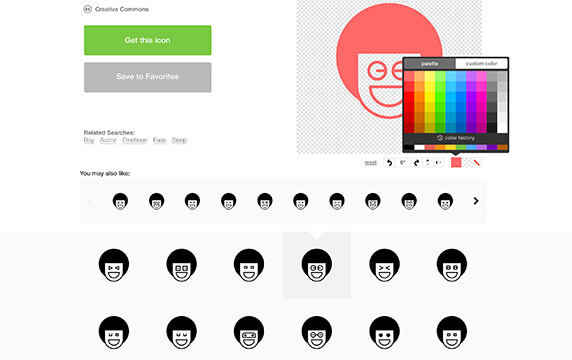 Creative Commons
Get this icon
Save to Favorites
palette
custom color
color history
reset
0°
Related Searches:
Boy Avatar Emoticon Face Sleep
You may also like: